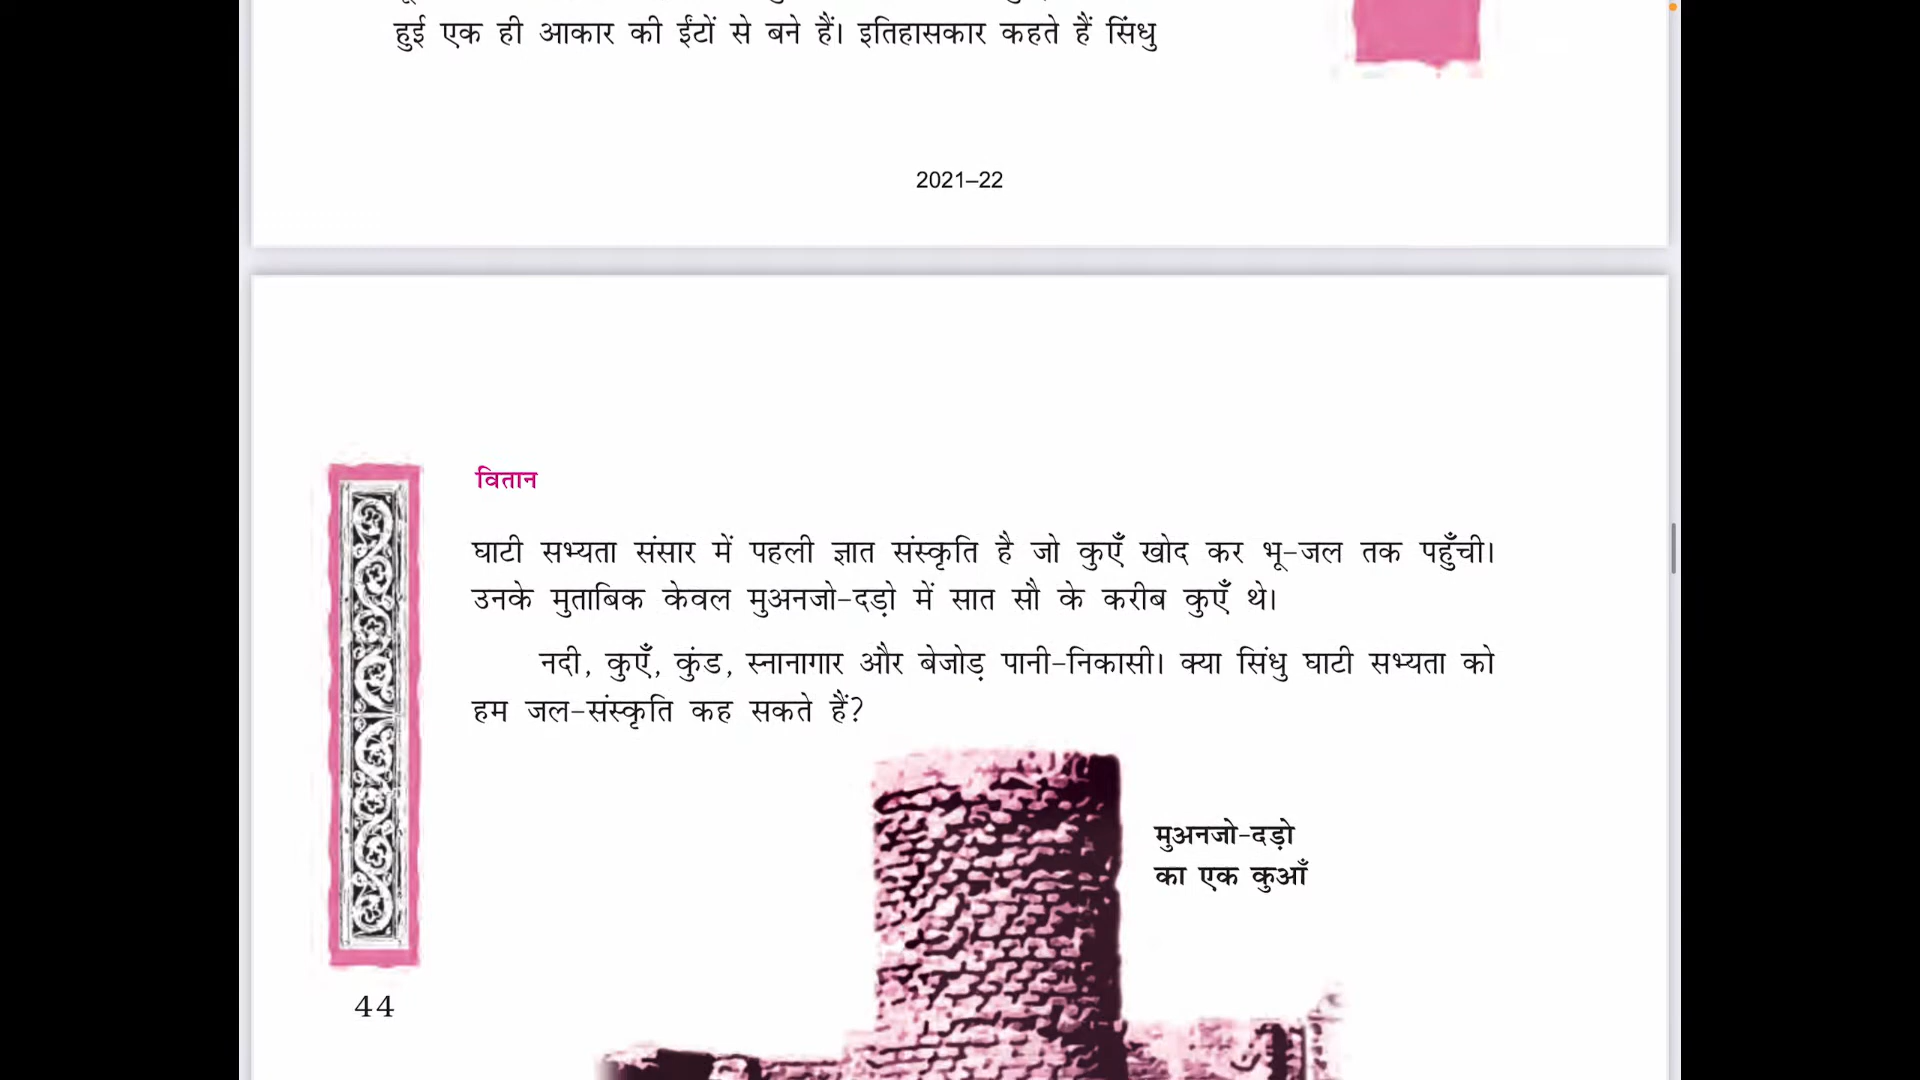 हुई एक ही आकार की ईंटों से बने हैं। इतिहासकार कहते हैं सिंधु
2021–22
वितान
घाटी सभ्यता संसार में पहली ज्ञात संस्कृति है जो कुएँ खोद कर भू-जल तक पहुँची।
उनके मुताबिक केवल मुअनजो-दड़ो में सात सौ के करीब कुएँ थे।
नदी, कुएँ, कुंड, स्नानागार और बेजोड़ पानी-निकासी। क्या सिंधु घाटी सभ्यता को
हम जल-संस्कृति कह सकते हैं?
मुअनजो-दड़ो
का एक कुआँ
44